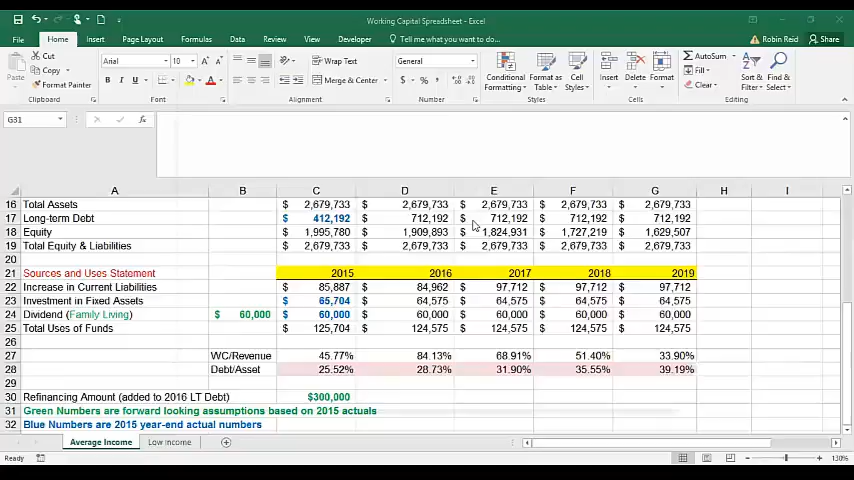 Working Capital Spreadsheet - Excel
File Home Insert Page Layout Formulas Data Review View Developer Tell me what you want to do... Robin Reid Share
Paste Cut Copy Format Painter Arial 10 A A B I U A Wrap Text Merge & Center General $ % , Conditional Formatting Format as Table Cell Styles Insert Delete Format AutoSum Fill Clear Sort & Filter Find & Select
Clipboard Font Alignment Number Styles Cells Editing
G31 fx
A B C D E F G H I
16 Total Assets $ 2,679,733 $ 2,679,733 $ 2,679,733 $ 2,679,733 $ 2,679,733
17 Long-term Debt $ 412,192 $ 712,192 $ 712,192 $ 712,192 $ 712,192
18 Equity $ 1,995,780 $ 1,909,893 $ 1,824,931 $ 1,727,219 $ 1,629,507
19 Total Equity & Liabilities $ 2,679,733 $ 2,679,733 $ 2,679,733 $ 2,679,733 $ 2,679,733
20
21 Sources and Uses Statement 2015 2016 2017 2018 2019
22 Increase in Current Liabilities $ 85,887 $ 84,962 $ 97,712 $ 97,712 $ 97,712
23 Investment in Fixed Assets $ 65,704 $ 64,575 $ 64,575 $ 64,575 $ 64,575
24 Dividend (Family Living) $ 60,000 $ 60,000 $ 60,000 $ 60,000 $ 60,000 $ 60,000
25 Total Uses of Funds $ 125,704 $ 124,575 $ 124,575 $ 124,575 $ 124,575
26
27 WC/Revenue 45.77% 84.13% 68.91% 51.40% 33.90%
28 Debt/Asset 25.52% 28.73% 31.90% 35.55% 39.19%
29
30 Refinancing Amount (added to 2016 LT Debt) $300,000
31 Green Numbers are forward looking assumptions based on 2015 actuals
32 Blue Numbers are 2015 year-end actual numbers
Average Income Low Income
Ready 130%